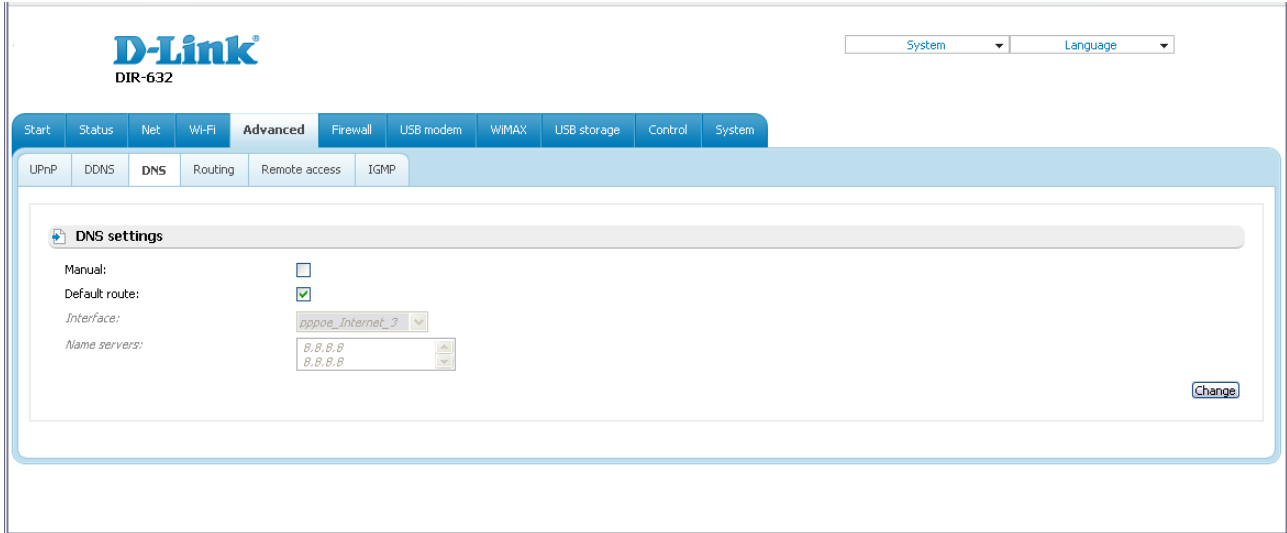 D-Link®
DIR-632
System Language
Start Status Net Wi-Fi Advanced Firewall USB modem WiMAX USB storage Control System
UPnP DDNS DNS Routing Remote access IGMP
DNS settings
Manual:
Default route:
Interface: pppoe_Internet_3
Name servers: 8.8.8.8
8.8.8.8
Change